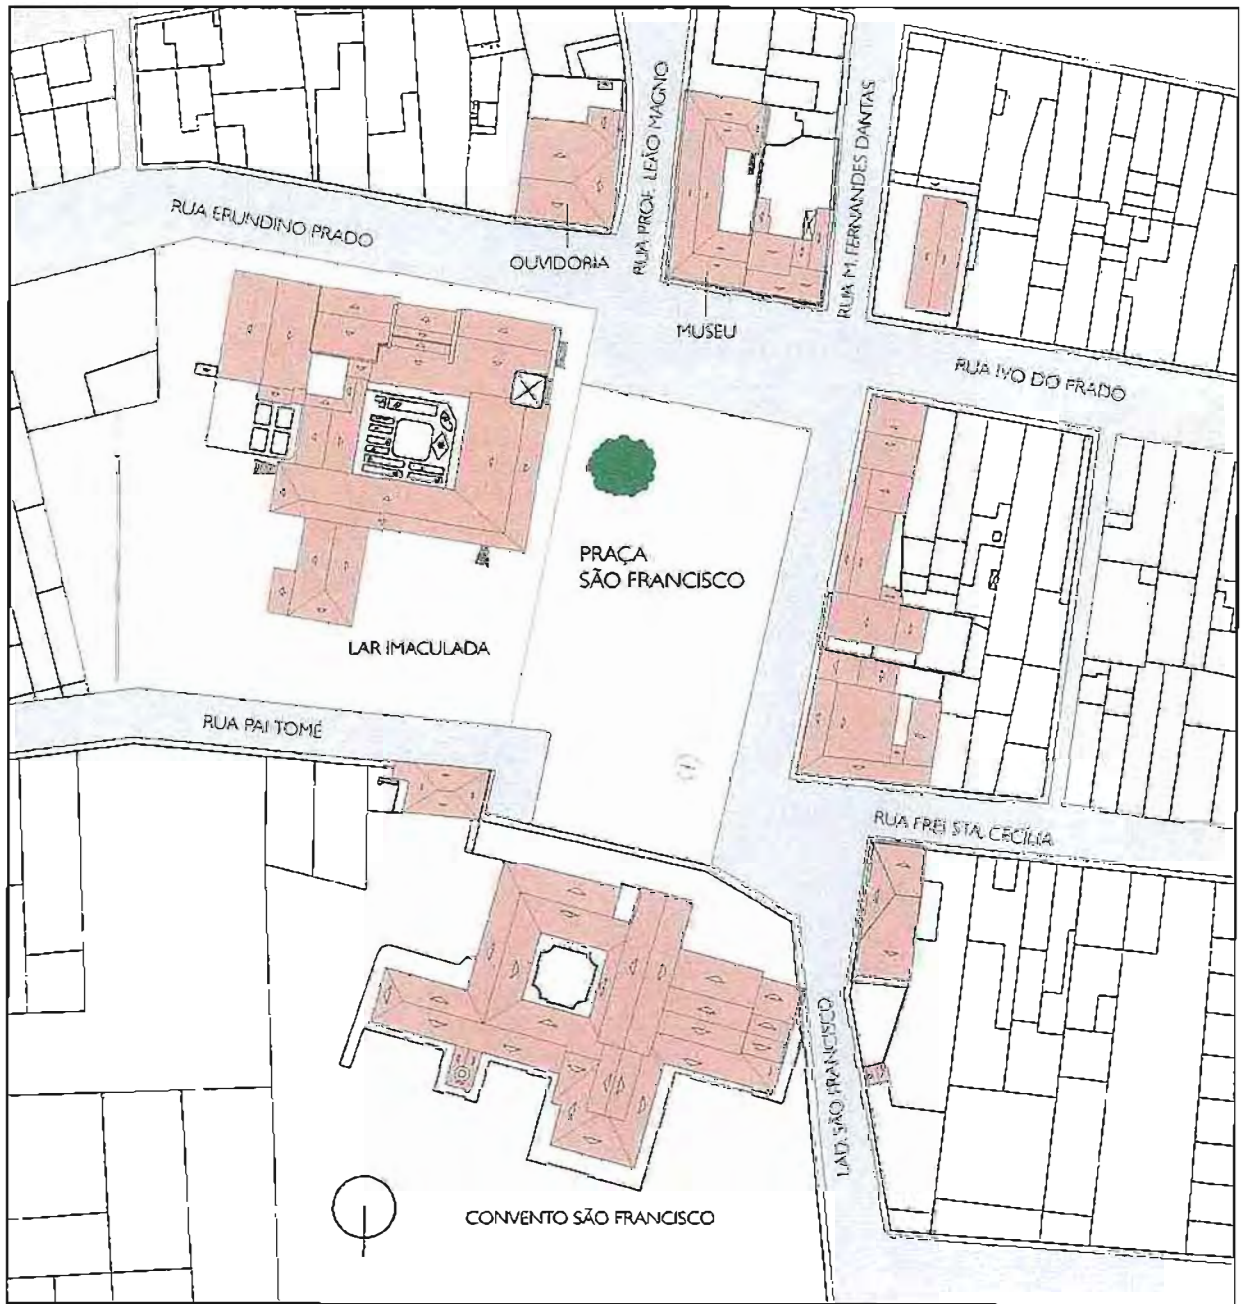 RUA ERUNDINO PRADO
OUVIDORIA
RUA PROF. LEÃO MAGNO
MUSEU
RUA M. FERNANDES DANTAS
RUA IVO DO PRADO
PRAÇA
SÃO FRANCISCO
LAR IMACULADA
RUA PAI TOMÉ
RUA FREI STA. CECÍLIA
LAD. SÃO FRANCISCO
CONVENTO SÃO FRANCISCO